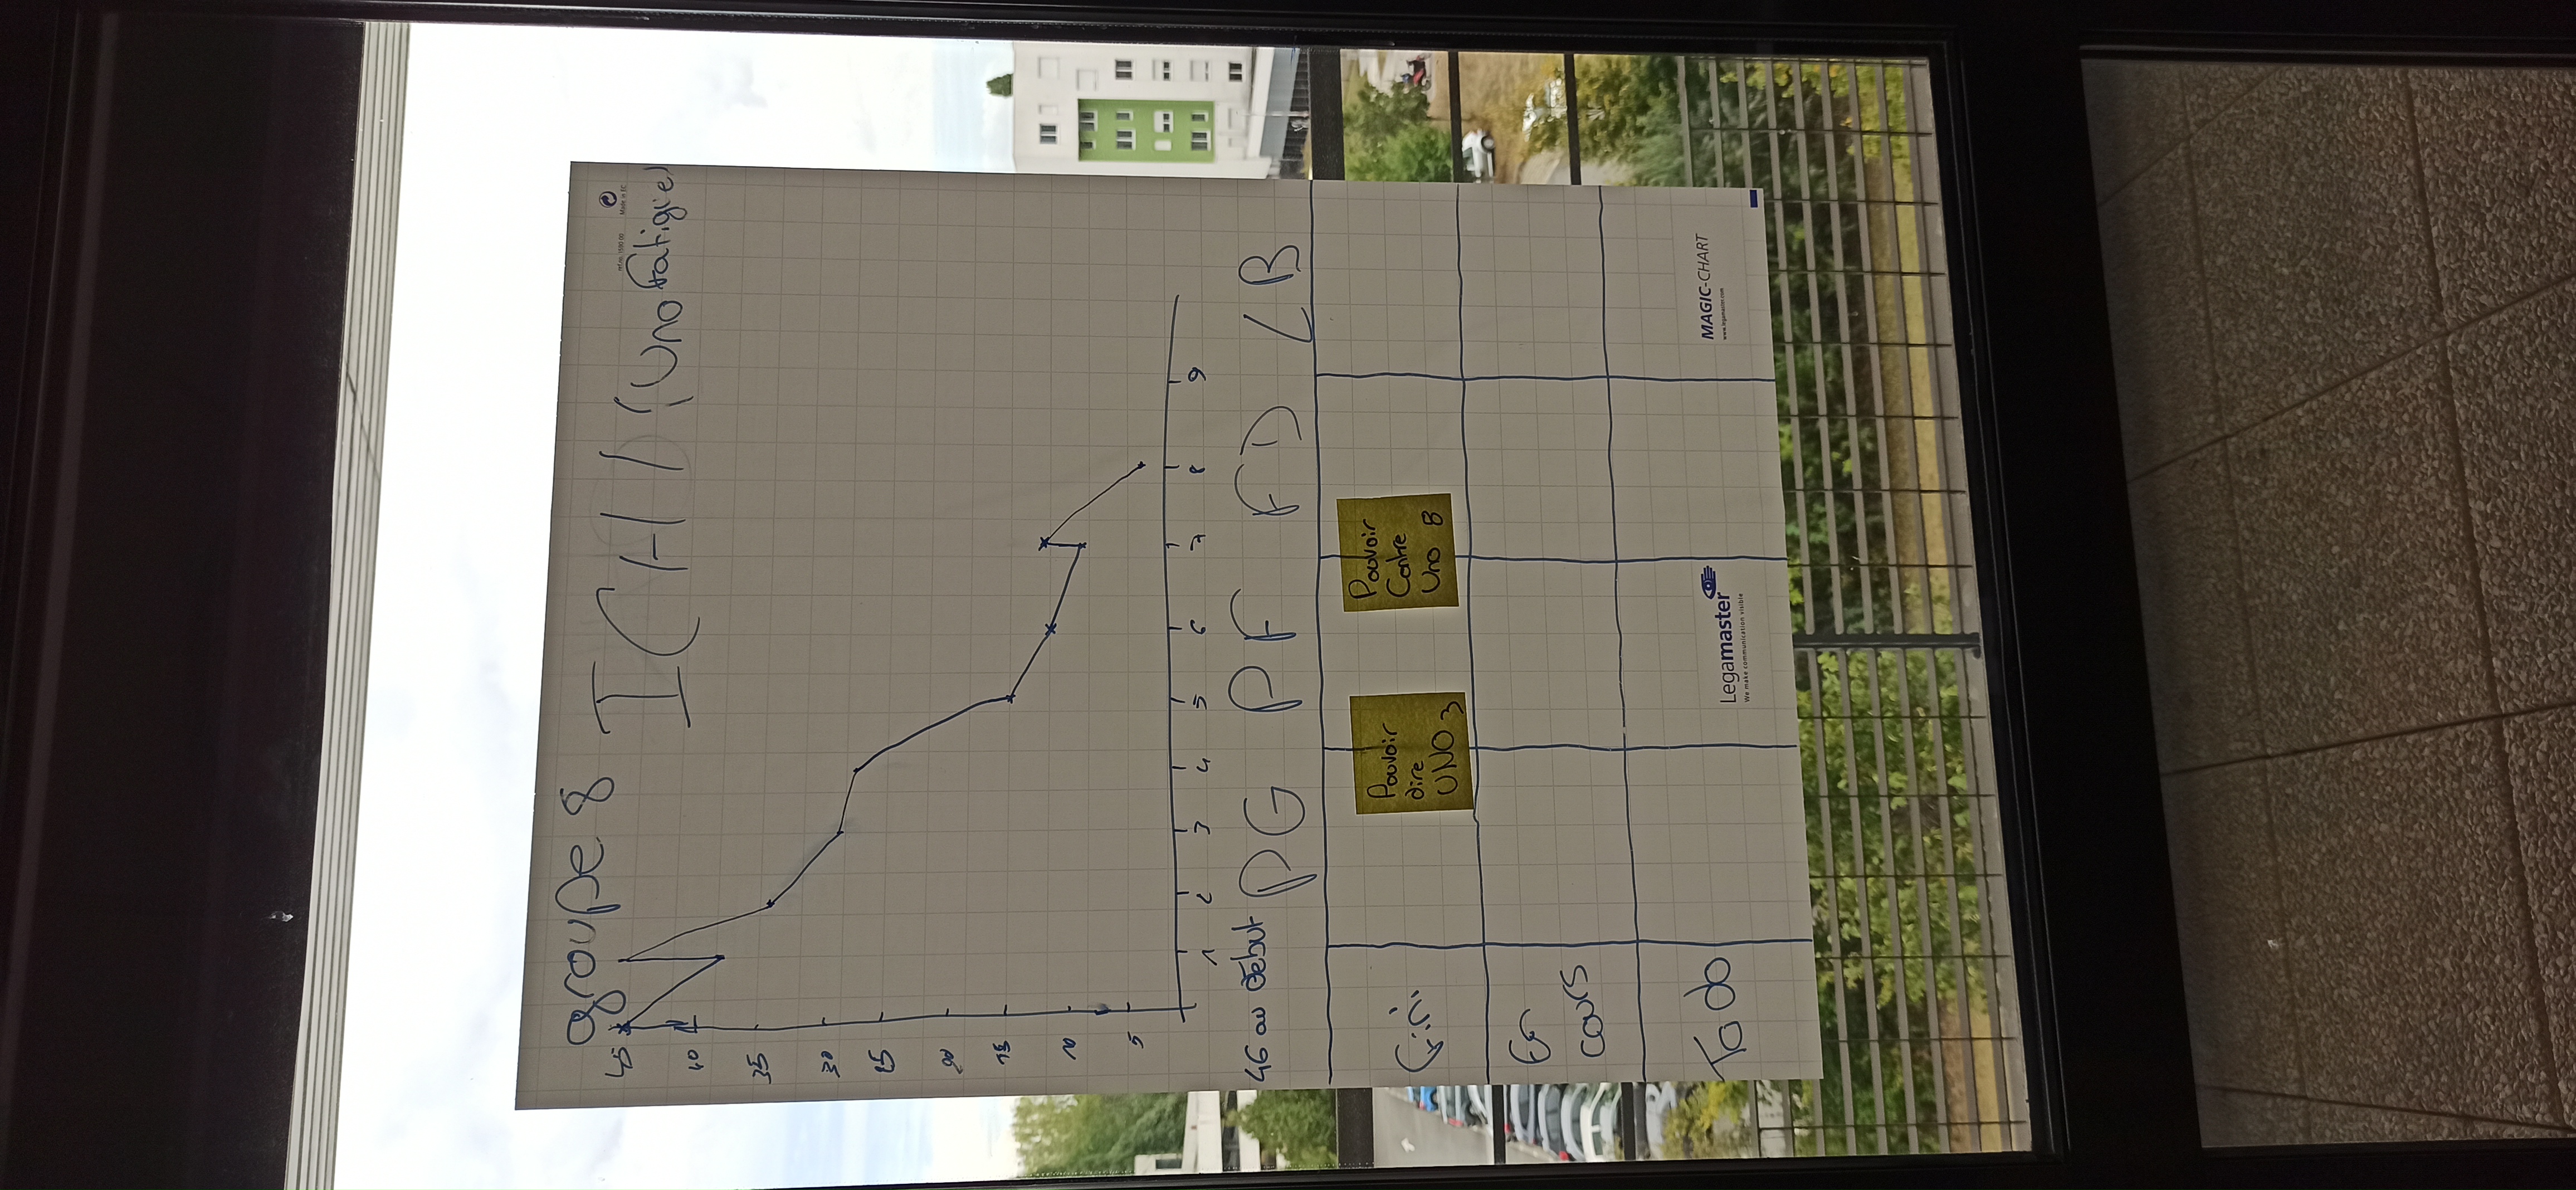 groupe 8
ICHI (Uno Fatigue)
ref.no. 1590 00
Made in EC
45
40
35
30
25
20
15
10
5
1 2 3 4 5 6 7 8 9
46 au début
PG PF FD LB
Fini
Pouvoir
dire
UNO 3
Pouvoir
Contre
Uno 8
En
cours
To do
Legamaster
We make communication visible
MAGIC-CHART
www.legamaster.com